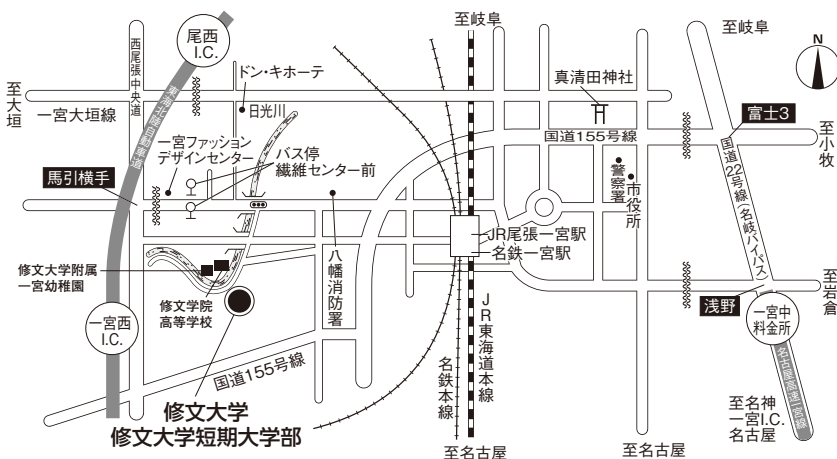 至岐阜
至岐阜
N
尾西
I.C.
西尾張中央道
東海北陸自動車道
ドン・キホーテ
日光川
至大垣
一宮大垣線
真清田神社
国道155号線
富士3
至小牧
国道22号線(名岐バイパス)
一宮ファッション
デザインセンター
バス停
繊維センター前
馬引横手
警察署
市役所
JR尾張一宮駅
名鉄一宮駅
修文大学附属
一宮幼稚園
修文学院
高等学校
八幡消防署
浅野
至岩倉
一宮西
I.C.
一宮中
料金所
国道155号線
名鉄本線
JR東海道本線
名古屋高速一宮線
修文大学
修文大学短期大学部
至名神
一宮I.C.
名古屋
至名古屋
至名古屋